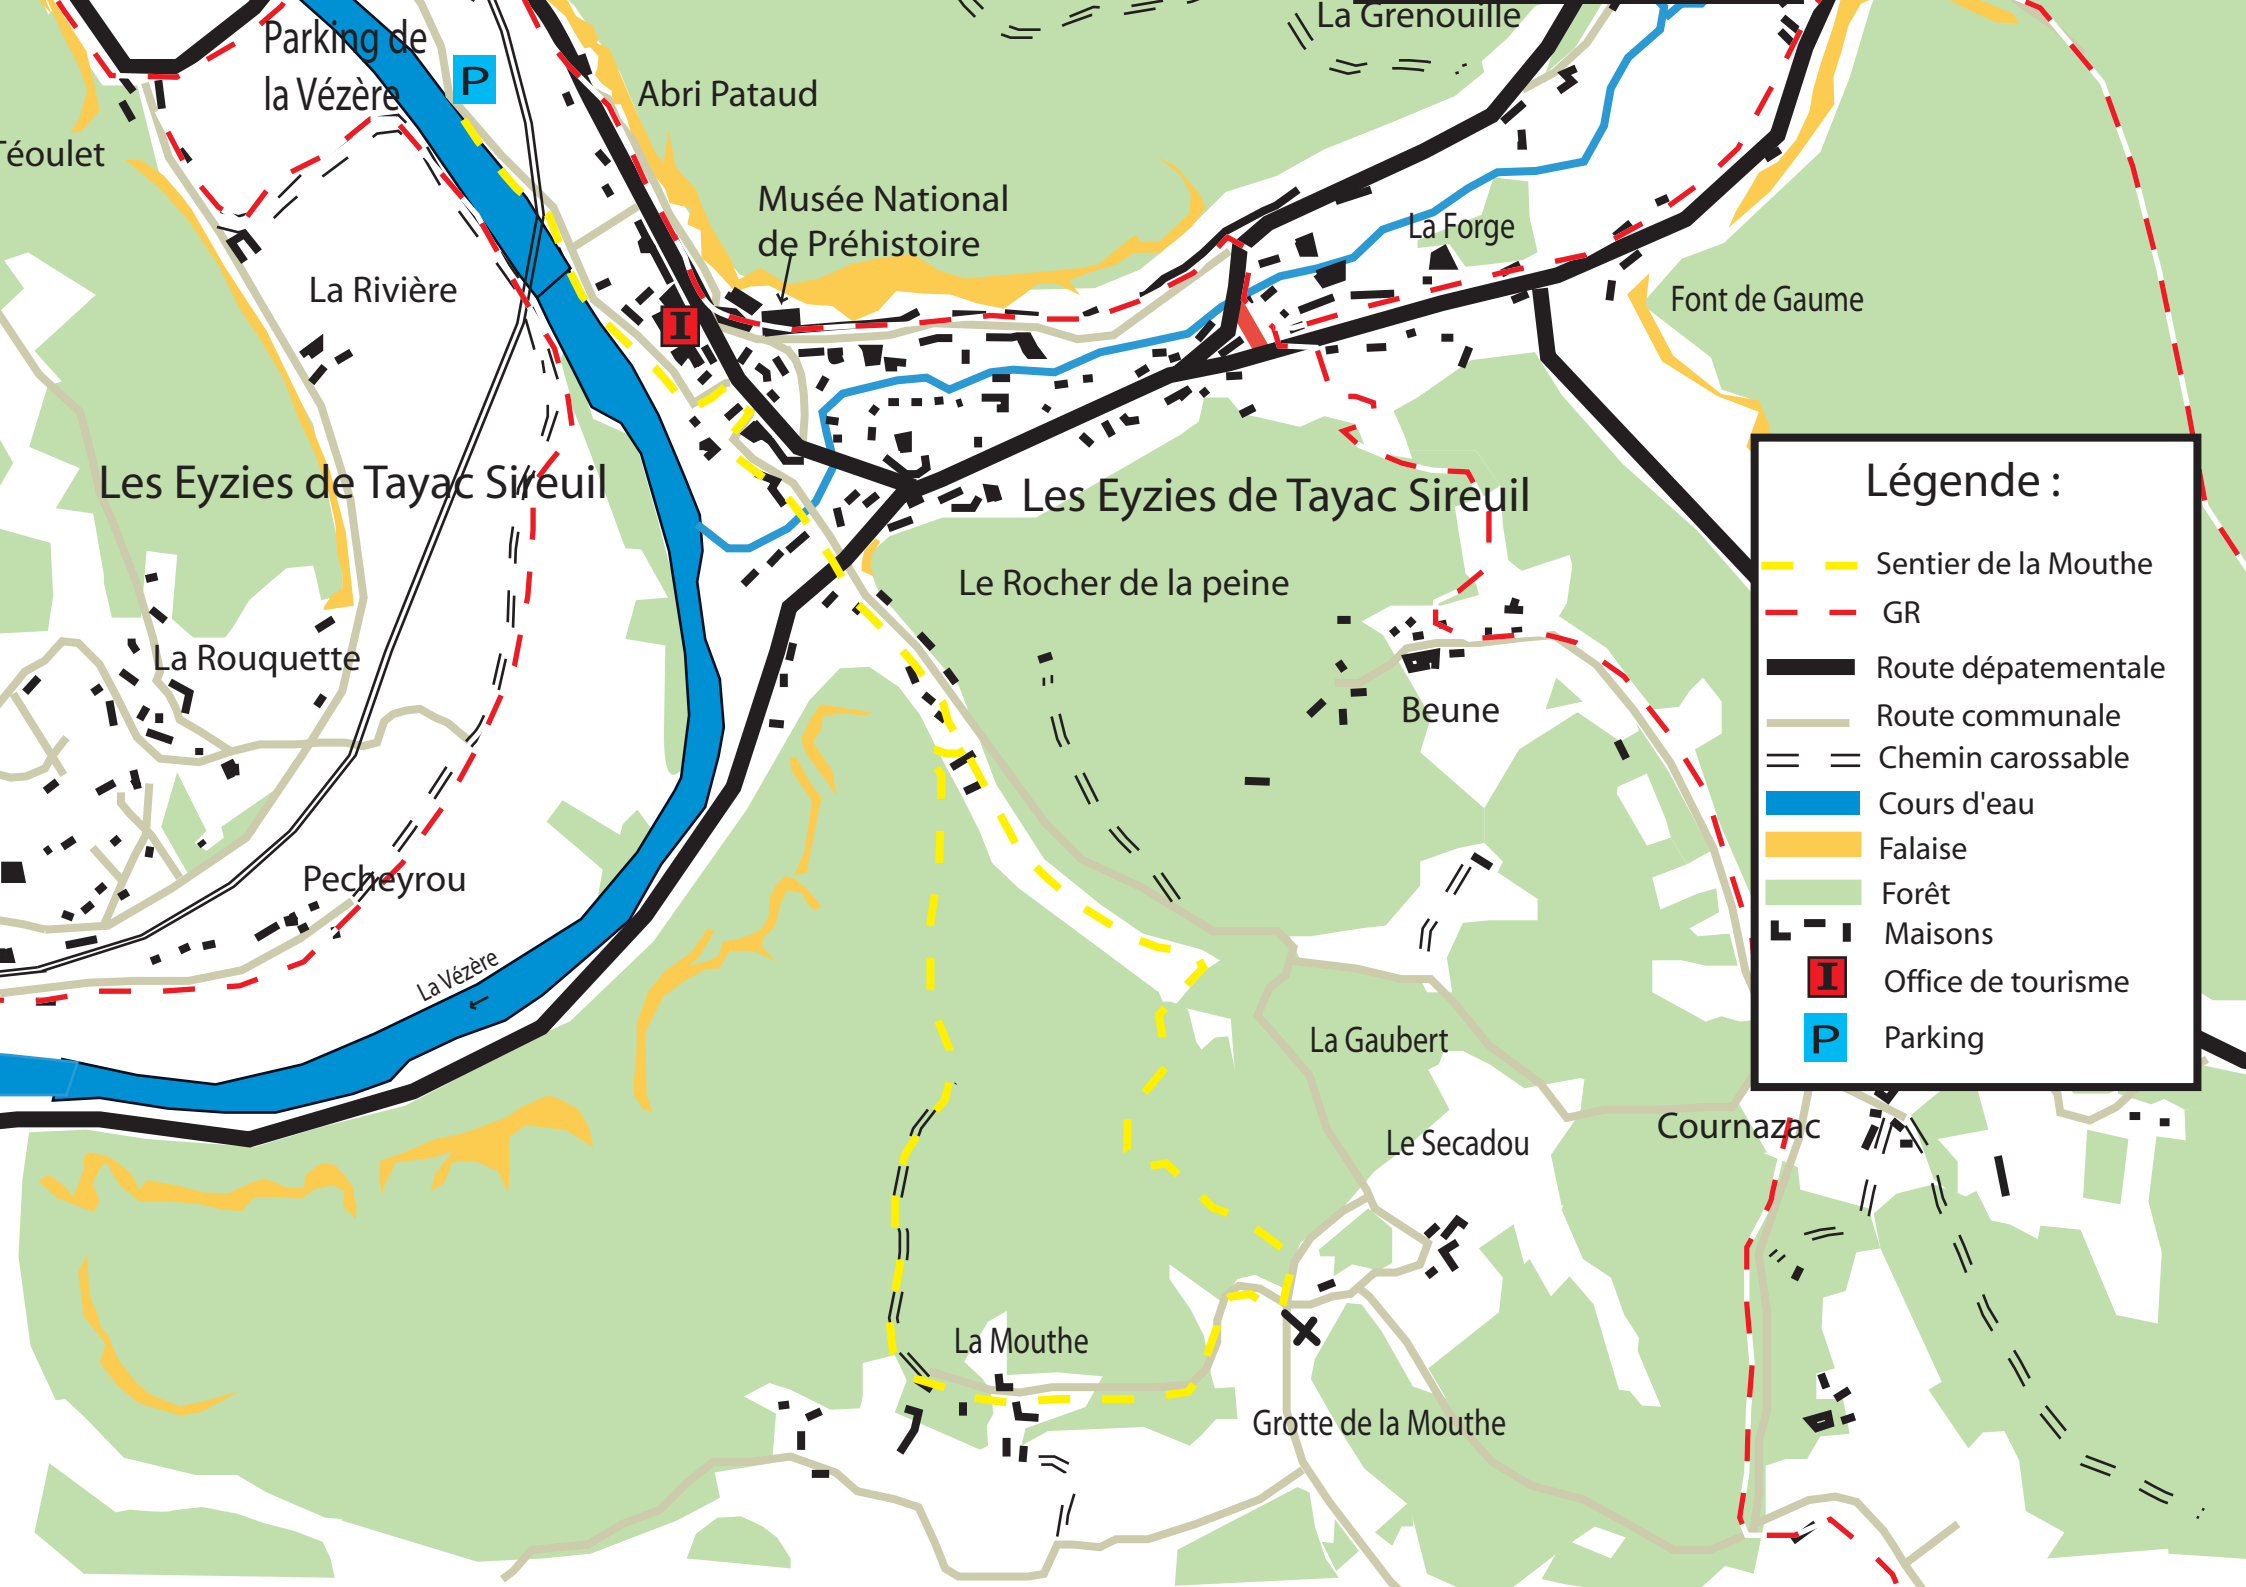 La Grenouille
Parking de
la Vézère
P
Abri Pataud
Téoulet
Musée National
de Préhistoire
La Forge
La Rivière
Font de Gaume
I
Les Eyzies de Tayac Sireuil
Les Eyzies de Tayac Sireuil
Le Rocher de la peine
La Rouquette
Beune
Pecheyrou
La Vézère
La Gaubert
Le Secadou
Cournazac
La Mouthe
Grotte de la Mouthe
Légende :
Sentier de la Mouthe
GR
Route dépatementale
Route communale
Chemin carossable
Cours d'eau
Falaise
Forêt
Maisons
I Office de tourisme
P Parking